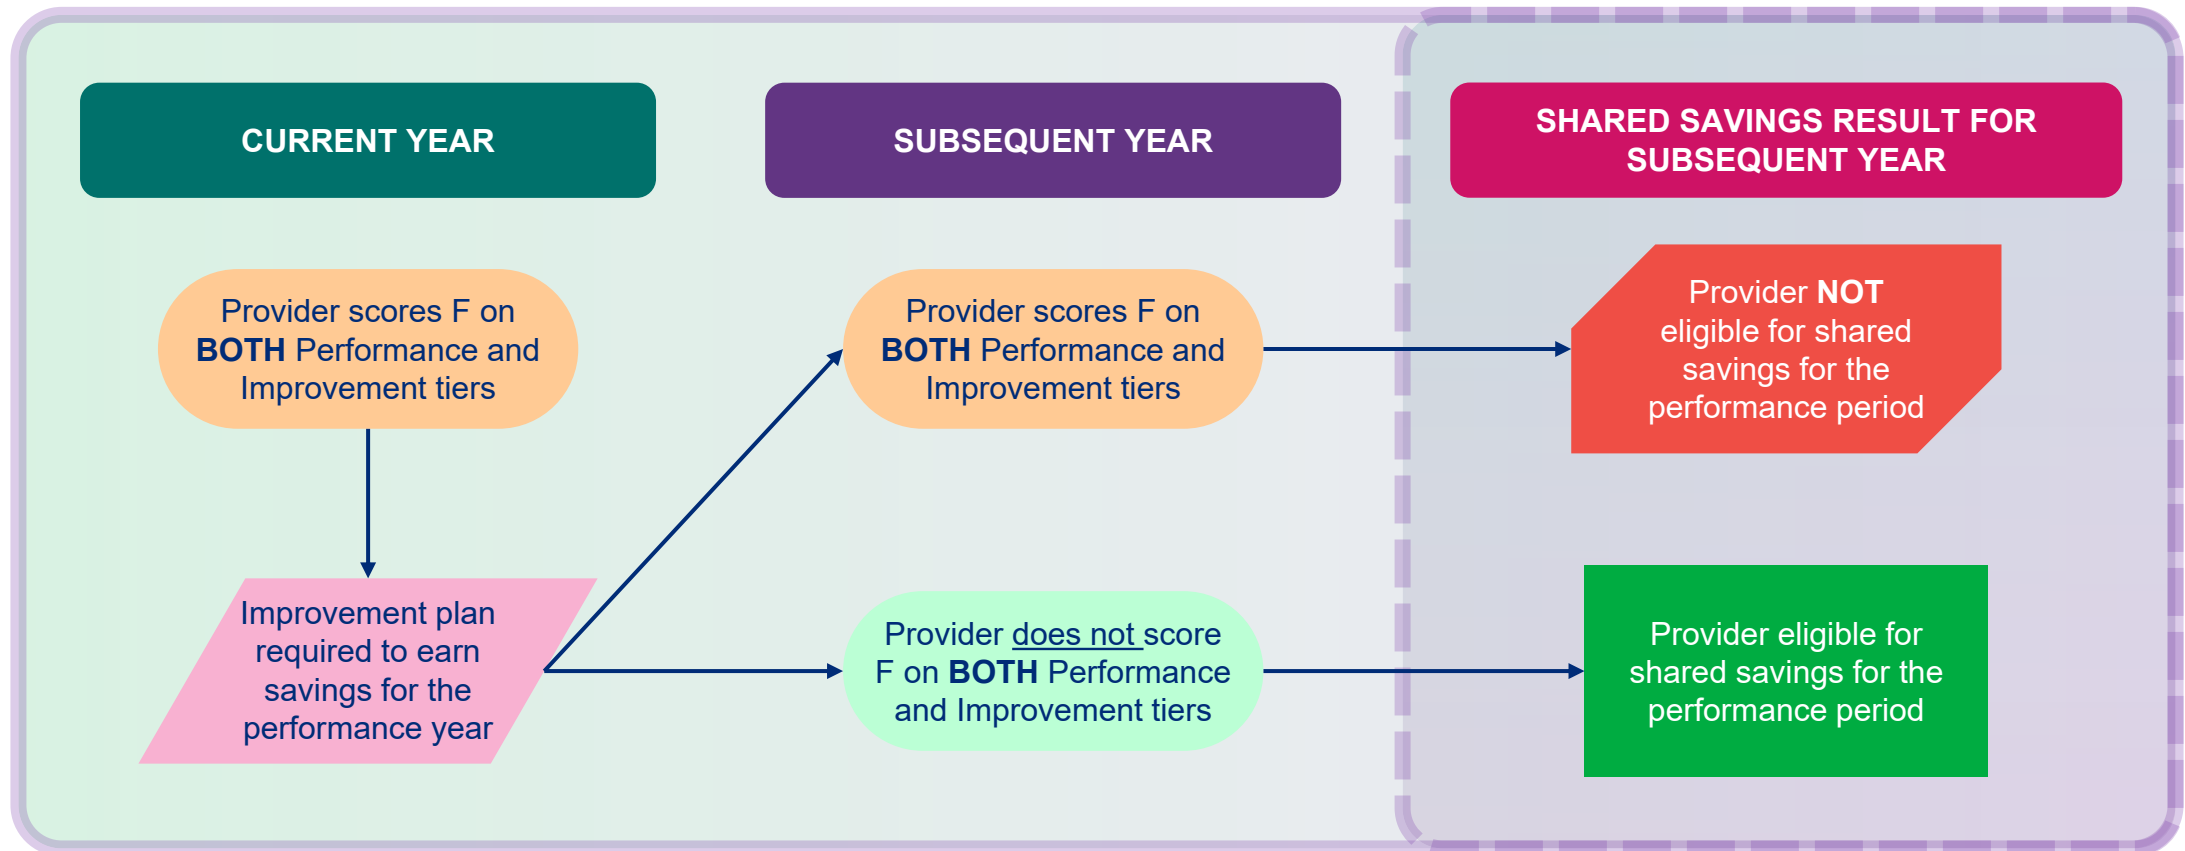 CURRENT YEAR
SUBSEQUENT YEAR
SHARED SAVINGS RESULT FOR
SUBSEQUENT YEAR
Provider scores F on
BOTH Performance and
Improvement tiers
Provider scores F on
BOTH Performance and
Improvement tiers
Provider NOT
eligible for shared
savings for the
performance period
Improvement plan
required to earn
savings for the
performance year
Provider does not score
F on BOTH Performance
and Improvement tiers
Provider eligible for
shared savings for the
performance period